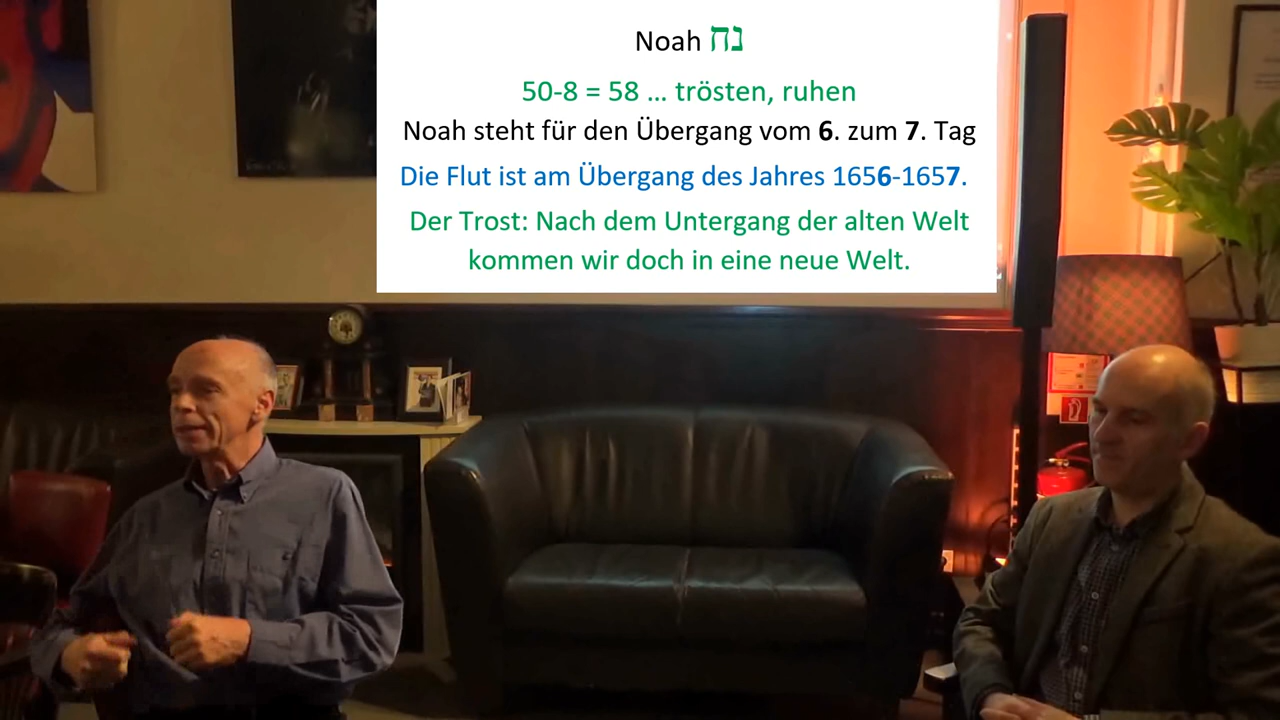 Noah נח
50-8 = 58 … trösten, ruhen
Noah steht für den Übergang vom 6. zum 7. Tag
Die Flut ist am Übergang des Jahres 1656-1657.
Der Trost: Nach dem Untergang der alten Welt
kommen wir doch in eine neue Welt.